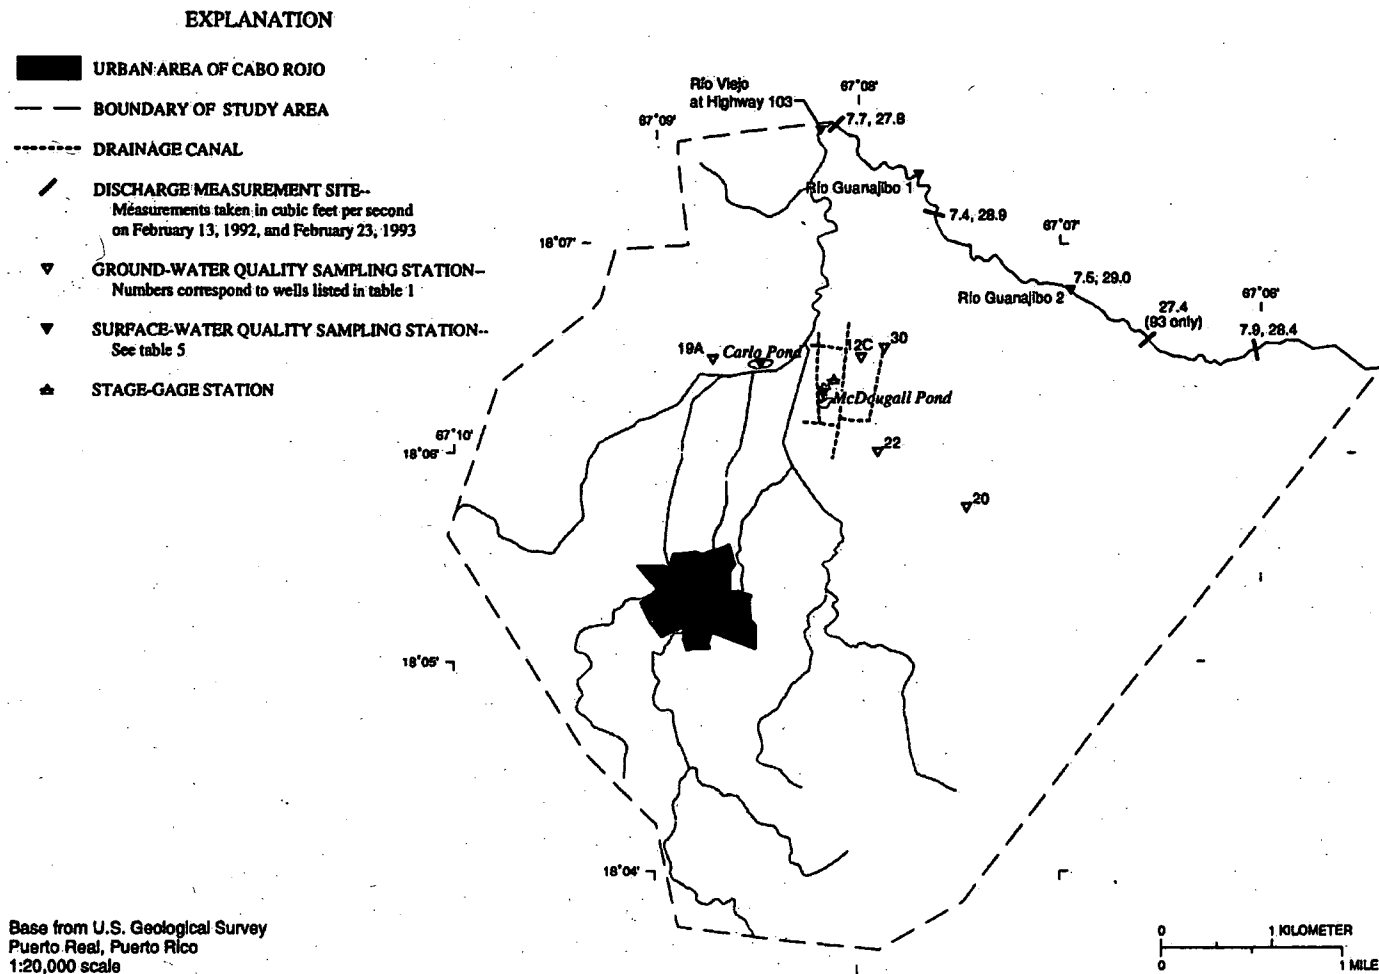 EXPLANATION
URBAN AREA OF CABO ROJO
BOUNDARY OF STUDY AREA
DRAINAGE CANAL
DISCHARGE MEASUREMENT SITE--
Measurements taken in cubic feet per second
on February 13, 1992, and February 23, 1993
GROUND-WATER QUALITY SAMPLING STATION--
Numbers correspond to wells listed in table 1
SURFACE-WATER QUALITY SAMPLING STATION--
See table 5
STAGE-GAGE STATION
Río Viejo
at Highway 103
67°08'
7.7, 27.8
67°09'
Río Guanajibo 1
7.4, 28.9
67°07'
18°07'
7.5, 29.0
Río Guanajibo 2
67°06'
27.4
(93 only)
7.9, 28.4
19A
Carlo Pond
12C
30
McDougall Pond
67°10'
18°06'
22
20
18°05'
18°04'
Base from U.S. Geological Survey
Puerto Real, Puerto Rico
1:20,000 scale
0 1 KILOMETER
0 1 MILE